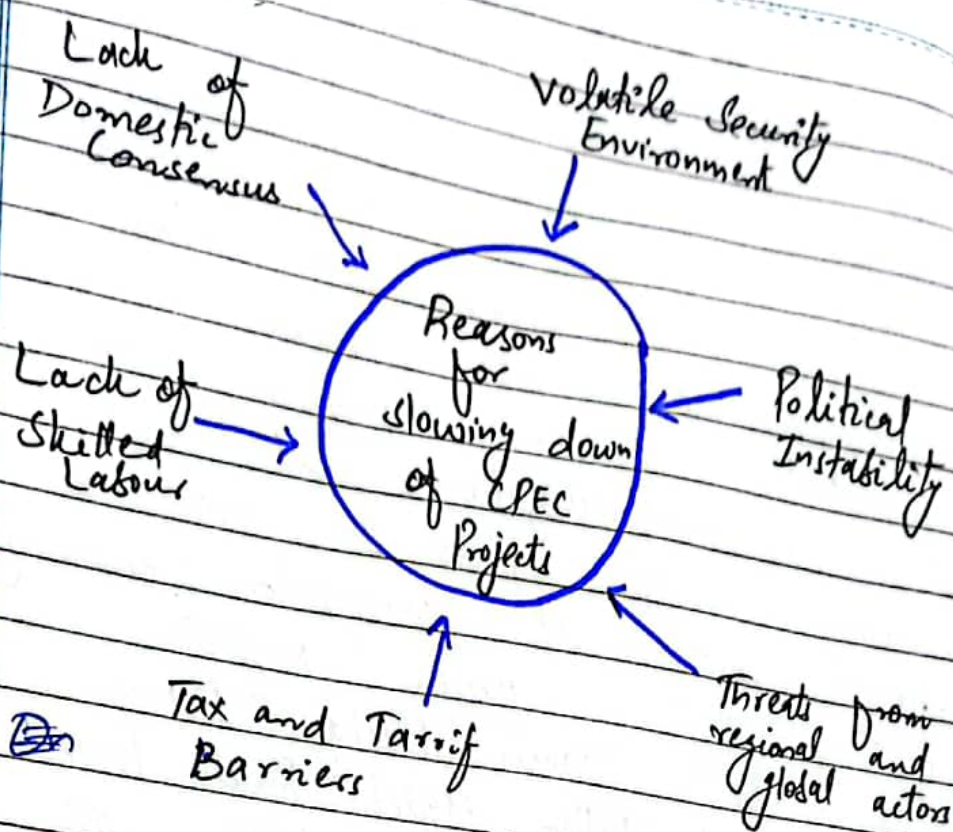 Lack of
Domestic
Consensus
Volatile Security
Environment
Reasons
for
slowing down
of CPEC
Projects
Lack of
Skilled
Labour
Political
Instability
Tax and Tarrif
Barriers
Threats from
regional and
global actors